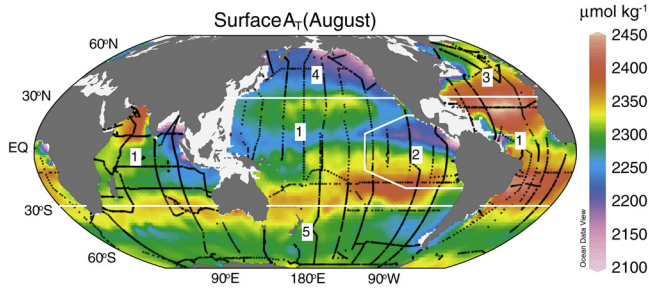 Surface A_T (August)
µmol kg⁻¹
60°N
30°N
EQ
30°S
60°S
90°E 180°E 90°W
4
3
1
1
1
2
5
2450
2400
2350
2300
2250
2200
2150
2100
Ocean Data View